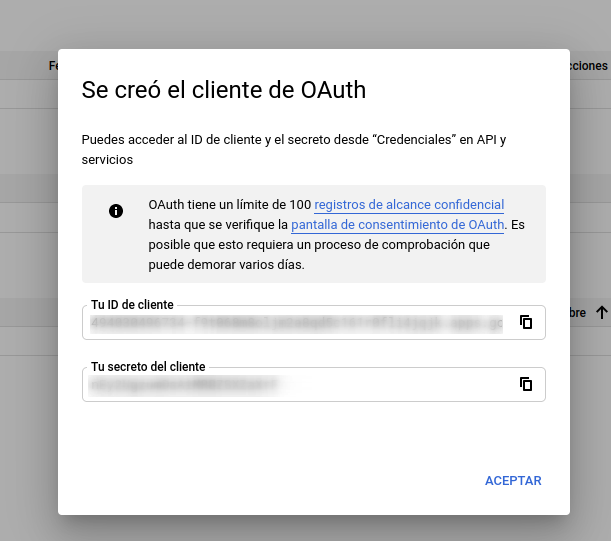 Fe
cciones
Se creó el cliente de OAuth
Puedes acceder al ID de cliente y el secreto desde “Credenciales” en API y
servicios
OAuth tiene un límite de 100 registros de alcance confidencial
hasta que se verifique la pantalla de consentimiento de OAuth. Es
posible que esto requiera un proceso de comprobación que
puede demorar varios días.
Tu ID de cliente
bre
Tu secreto del cliente
ACEPTAR